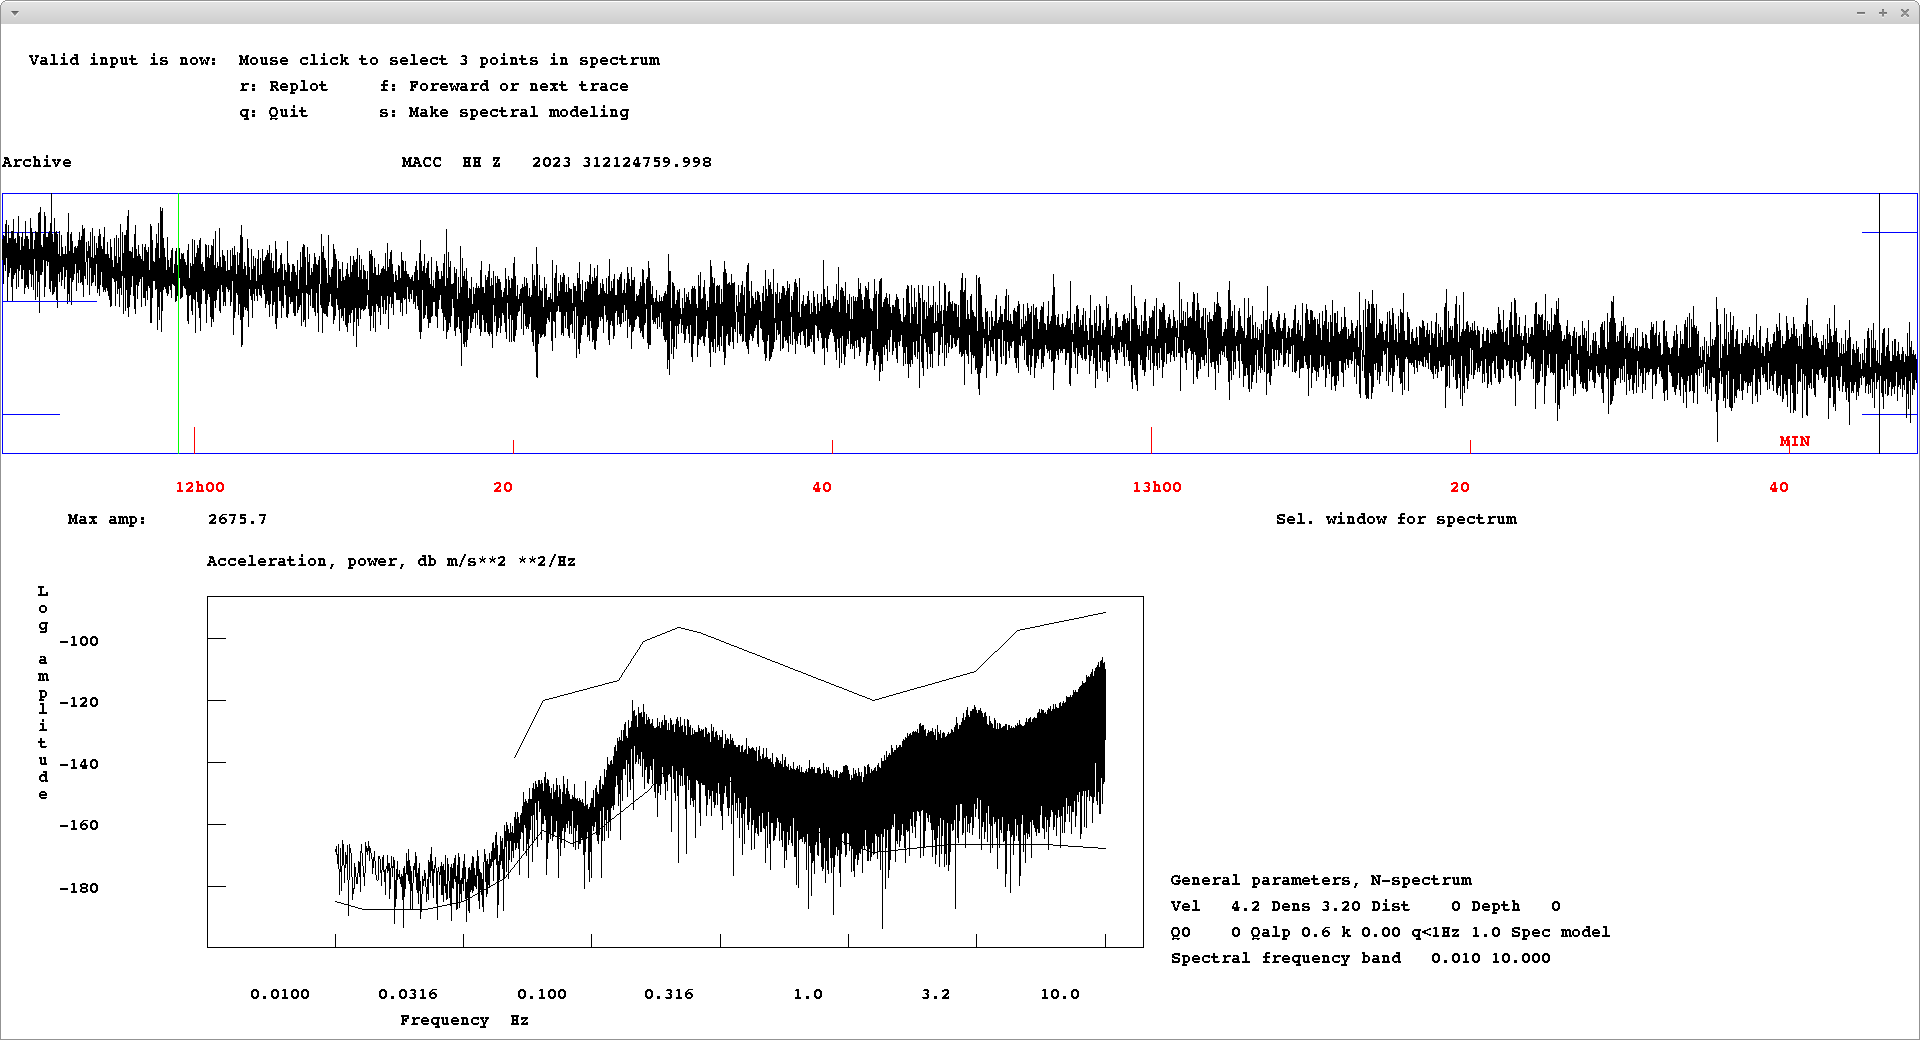 Valid input is now:  Mouse click to select 3 points in spectrum
r: Replot     f: Foreward or next trace
q: Quit       s: Make spectral modeling
Archive                                 MACC  HH Z   2023 312124759.998
MIN
12h00 20 40 13h00 20 40
Max amp:      2675.7 Sel. window for spectrum
Acceleration, power, db m/s**2 **2/Hz
Log amplitude
-100
-120
-140
-160
-180
General parameters, N-spectrum
Vel   4.2 Dens 3.20 Dist    0 Depth   0
Q0    0 Qalp 0.6 k 0.00 q<1Hz 1.0 Spec model
Spectral frequency band   0.010 10.000
0.0100 0.0316 0.100 0.316 1.0 3.2 10.0
Frequency  Hz